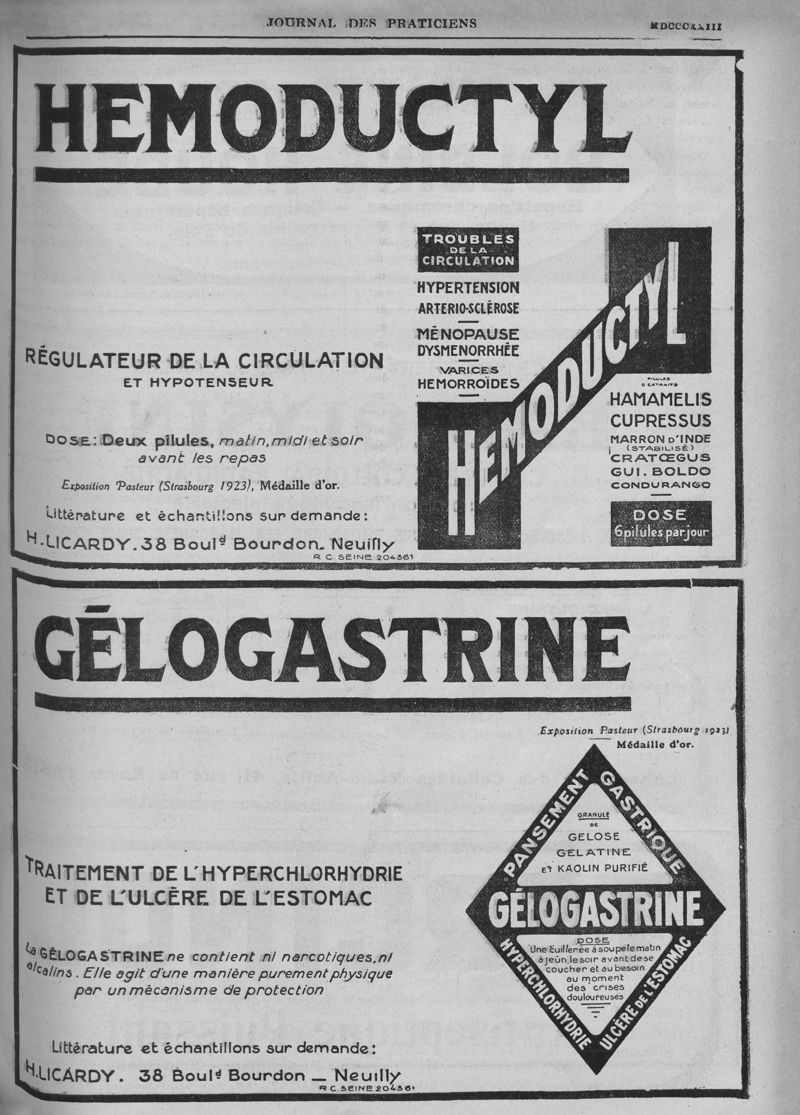 JOURNAL DES PRATICIENS
MDCCCXXIII
HEMODUCTYL
RÉGULATEUR DE LA CIRCULATION
ET HYPOTENSEUR
DOSE: Deux pilules, matin, midi et soir
avant les repas
Exposition Pasteur (Strasbourg 1923), Médaille d'or.
Littérature et échantillons sur demande:
H. LICARDY. 38 Boulᵈ Bourdon_ Neuilly
R. C. SEINE 204361
TROUBLES
DE LA
CIRCULATION
HYPERTENSION
ARTERIO-SCLÉROSE
MÉNOPAUSE
DYSMENORRHÉE
VARICES
HEMORROÏDES
HEMODUCTYL
PILULES
D'EXTRAITS
HAMAMELIS
CUPRESSUS
MARRON D'INDE
(STABILISÉ)
CRATŒGUS
GUI. BOLDO
CONDURANGO
DOSE
6 pilules par jour
GÉLOGASTRINE
Exposition Pasteur (Strasbourg 1923)
Médaille d'or.
TRAITEMENT DE L'HYPERCHLORHYDRIE
ET DE L'ULCÈRE DE L'ESTOMAC
La GÉLOGASTRINE ne contient ni narcotiques, ni
alcalins. Elle agit d'une manière purement physique
par un mécanisme de protection
Littérature et échantillons sur demande:
H. LICARDY. 38 Boulᵈ Bourdon _ Neuilly
R. C. SEINE 204361
PANSEMENT GASTRIQUE
GRANULÉ
DE
GELOSE
GELATINE
ET KAOLIN PURIFIÉ
GÉLOGASTRINE
DOSE
Une cuillerée à soupe le matin
à jeûn, le soir avant de se
coucher et au besoin
au moment
des crises
douloureuses
HYPERCHLORHYDRIE
ULCÈRE DE L'ESTOMAC